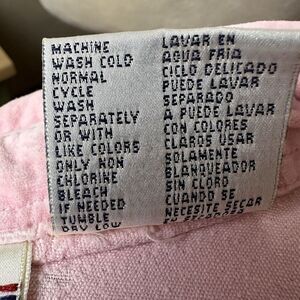 MACHINE
WASH COLD
NORMAL
CYCLE
WASH
SEPARATELY
OR WITH
LIKE COLORS
ONLY NON
CHLORINE
BLEACH
IF NEEDED
TUMBLE
DRY LOW
LAVAR EN
AGUA FRIA
CICLO DELICADO
PUEDE LAVAR
SEPARADO
A PUEDE LAVAR
CON COLORES
CLAROS USAR
SOLAMENTE
BLANQUEADOR
SIN CLORO
CUANDO SE
NECESITE SECAR